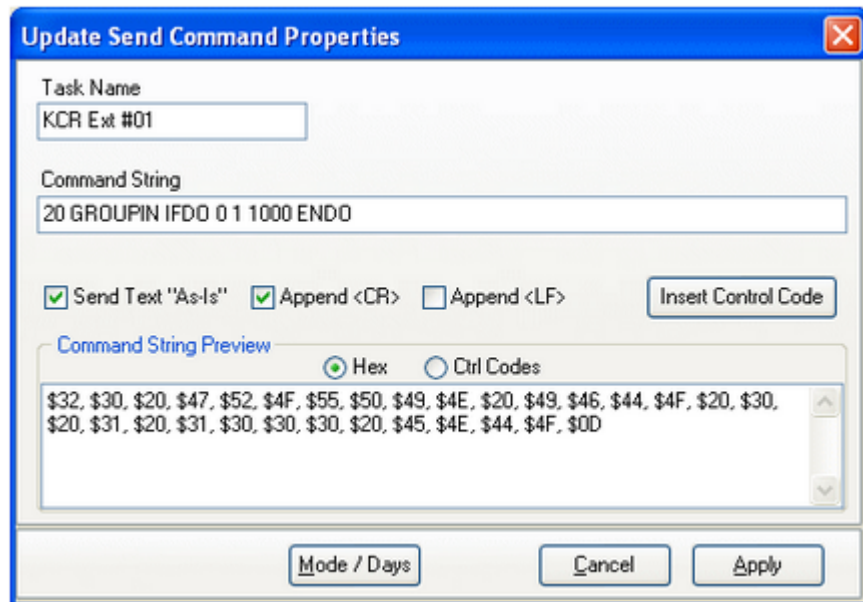 Update Send Command Properties
Task Name
KCR Ext #01
Command String
20 GROUPIN IFDO 0 1 1000 ENDO
Send Text "As-Is" Append <CR> Append <LF> Insert Control Code
Command String Preview
Hex Ctrl Codes
$32, $30, $20, $47, $52, $4F, $55, $50, $49, $4E, $20, $49, $46, $44, $4F, $20, $30,
$20, $31, $20, $31, $30, $30, $30, $20, $45, $4E, $44, $4F, $0D
Mode / Days Cancel Apply